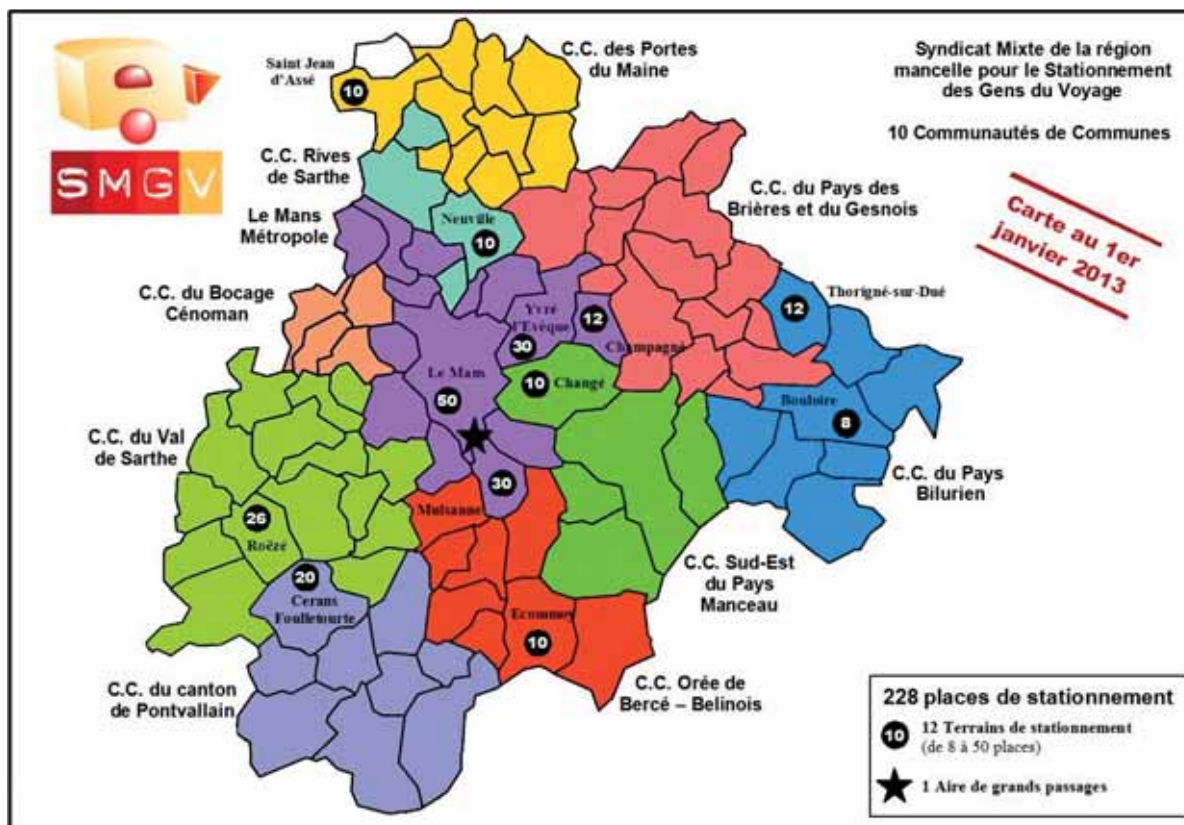 SMGV
Saint Jean
d'Assé
10
C.C. des Portes
du Maine
Syndicat Mixte de la région
mancelle pour le Stationnement
des Gens du Voyage
10 Communautés de Communes
Carte au 1er
janvier 2013
C.C. Rives
de Sarthe
Le Mans
Métropole
Neuville
10
C.C. du Pays des
Brières et du Gesnois
C.C. du Bocage
Cénoman
Yvré
l'Evèque
30
12
Champagné
Thorigné-sur-Dué
12
Le Mans
50
10
Changé
Bouloire
8
C.C. du Val
de Sarthe
30
Mulsanne
C.C. du Pays
Bilurien
26
Roëzé
20
Cerans
Foulletourte
C.C. Sud-Est
du Pays
Manceau
Ecommoy
10
C.C. du canton
de Pontvallain
C.C. Orée de
Bercé – Belinois
228 places de stationnement
10
12 Terrains de stationnement
(de 8 à 50 places)
1 Aire de grands passages